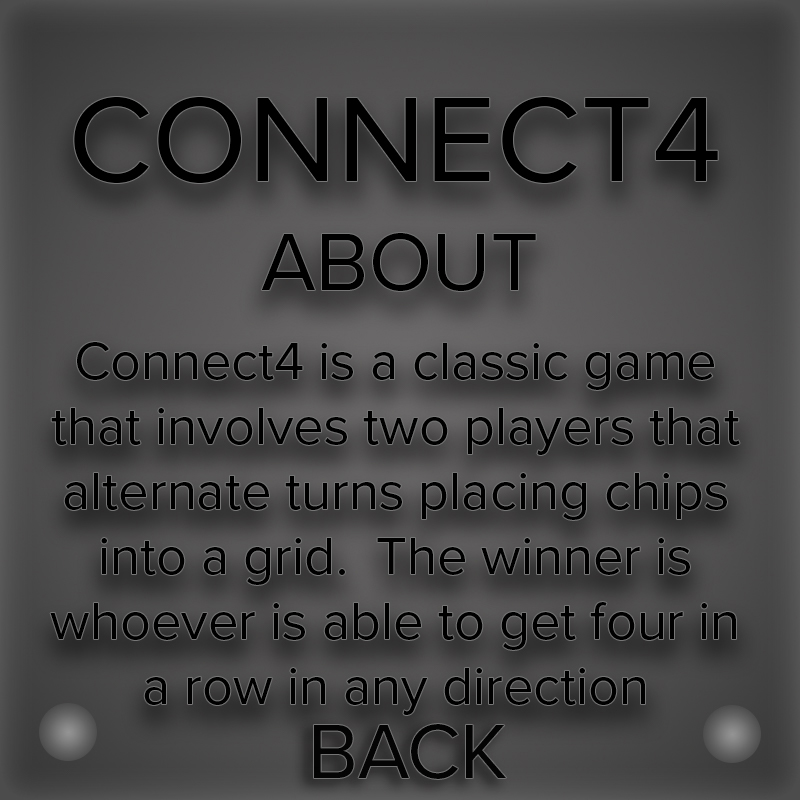 CONNECT4
ABOUT
Connect4 is a classic game
that involves two players that
alternate turns placing chips
into a grid.  The winner is
whoever is able to get four in
a row in any direction
BACK